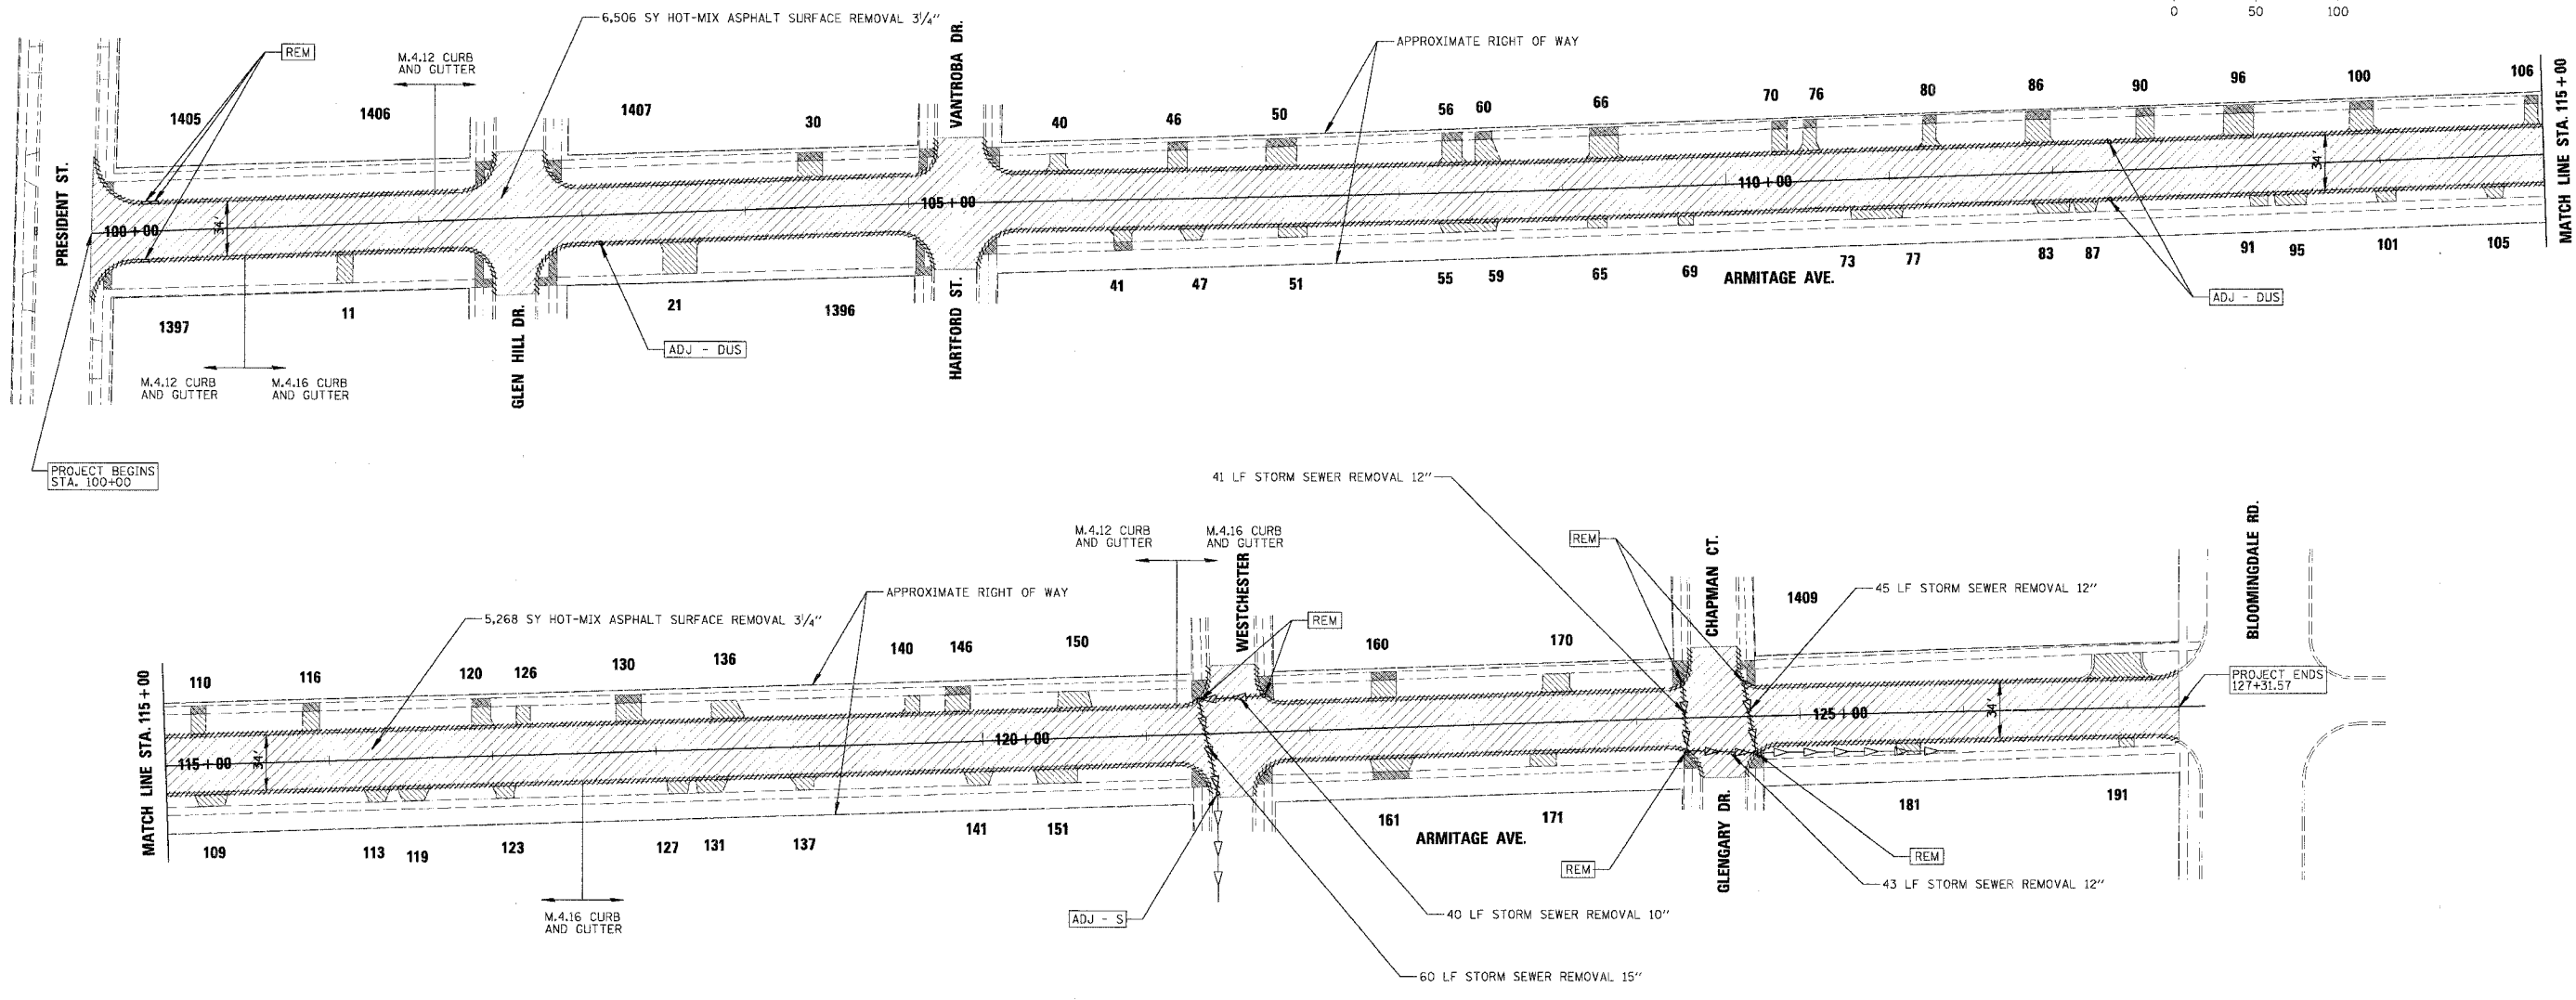 0 50 100
6,506 SY HOT-MIX ASPHALT SURFACE REMOVAL 3 1/4"
REM
M.4.12 CURB
AND GUTTER
VANTROBA DR.
APPROXIMATE RIGHT OF WAY
1405 1406 1407 30 40 46 50 56 60 66 70 76 80 86 90 96 100 106
PRESIDENT ST.
100+00
34'
105+00
110+00
34'
MATCH LINE STA. 115+00
1397 11 21 1396 41 47 51 55 59 65 69 73 77 83 87 91 95 101 105
ARMITAGE AVE.
GLEN HILL DR.
HARTFORD ST.
ADJ - DUS
ADJ - DUS
M.4.12 CURB
AND GUTTER
M.4.16 CURB
AND GUTTER
PROJECT BEGINS
STA. 100+00
41 LF STORM SEWER REMOVAL 12"
M.4.12 CURB
AND GUTTER
M.4.16 CURB
AND GUTTER
WESTCHESTER
REM
CHAPMAN CT.
BLOOMINGDALE RD.
APPROXIMATE RIGHT OF WAY
5,268 SY HOT-MIX ASPHALT SURFACE REMOVAL 3 1/4"
REM
45 LF STORM SEWER REMOVAL 12"
110 116 120 126 130 136 140 146 150 160 170 1409
PROJECT ENDS
127+31.57
MATCH LINE STA. 115+00
115+00
34'
120+00
125+00
34'
109 113 119 123 127 131 137 141 151 161 171 181 191
ARMITAGE AVE.
GLENGARY DR.
REM
REM
43 LF STORM SEWER REMOVAL 12"
M.4.16 CURB
AND GUTTER
ADJ - S
40 LF STORM SEWER REMOVAL 10"
60 LF STORM SEWER REMOVAL 15"